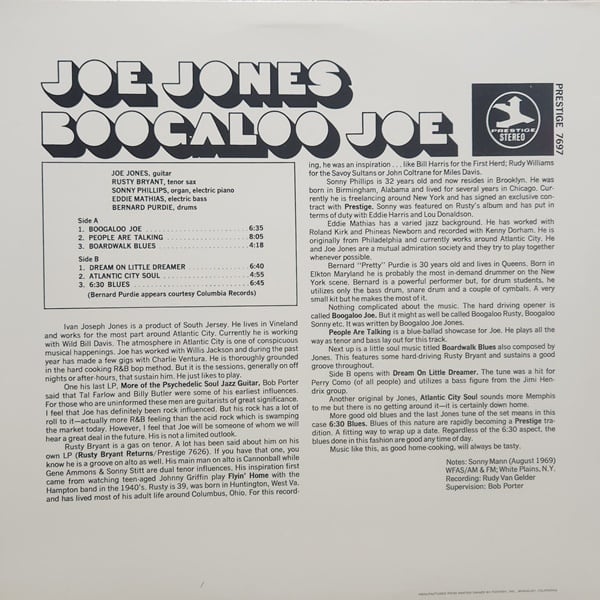 JOE JONES
BOOGALOO JOE
PRESTIGE
STEREO
PRESTIGE 7697
JOE JONES, guitar
RUSTY BRYANT, tenor sax
SONNY PHILLIPS, organ, electric piano
EDDIE MATHIAS, electric bass
BERNARD PURDIE, drums
Side A
1. BOOGALOO JOE 6:35
2. PEOPLE ARE TALKING 8:05
3. BOARDWALK BLUES 4:18
Side B
1. DREAM ON LITTLE DREAMER 6:40
2. ATLANTIC CITY SOUL 4:55
3. 6:30 BLUES 6:45
(Bernard Purdie appears courtesy Columbia Records)
Ivan Joseph Jones is a product of South Jersey. He lives in Vineland
and works for the most part around Atlantic City. Currently he is working
with Wild Bill Davis. The atmosphere in Atlantic City is one of conspicuous
musical happenings. Joe has worked with Willis Jackson and during the past
year has made a few gigs with Charlie Ventura. He is thoroughly grounded
in the hard cooking R&B bop method. But it is the sessions, generally on off
nights or after-hours, that sustain him. He just likes to play.
One his last LP, More of the Psychedelic Soul Jazz Guitar, Bob Porter
said that Tal Farlow and Billy Butler were some of his earliest influences.
For those who are uninformed these men are guitarists of great significance.
I feel that Joe has definitely been rock influenced. But his rock has a lot of
roll to it—actually more R&B feeling than the acid rock which is swamping
the market today. However, I feel that Joe will be someone of whom we will
hear a great deal in the future. His is not a limited outlook.
Rusty Bryant is a gas on tenor. A lot has been said about him on his
own LP (Rusty Bryant Returns/Prestige 7626). If you have that one, you
know he is a groove on alto as well. His main man on alto is Cannonball while
Gene Ammons & Sonny Stitt are dual tenor influences. His inspiration first
came from watching teen-aged Johnny Griffin play Flyin' Home with the
Hampton band in the 1940's. Rusty is 39, was born in Huntington, West Va.
and has lived most of his adult life around Columbus, Ohio. For this record-
ing, he was an inspiration . . . like Bill Harris for the First Herd; Rudy Williams
for the Savoy Sultans or John Coltrane for Miles Davis.
Sonny Phillips is 32 years old and now resides in Brooklyn. He was
born in Birmingham, Alabama and lived for several years in Chicago. Cur-
rently he is freelancing around New York and has signed an exclusive con-
tract with Prestige. Sonny was featured on Rusty's album and has put in
terms of duty with Eddie Harris and Lou Donaldson.
Eddie Mathias has a varied jazz background. He has worked with
Roland Kirk and Phineas Newborn and recorded with Kenny Dorham. He is
originally from Philadelphia and currently works around Atlantic City. He
and Joe Jones are a mutual admiration society and they try to play together
whenever possible.
Bernard "Pretty" Purdie is 30 years old and lives in Queens. Born in
Elkton Maryland he is probably the most in-demand drummer on the New
York scene. Bernard is a powerful performer but, for drum students, he
utilizes only the bass drum, snare drum and a couple of cymbals. A very
small kit but he makes the most of it.
Nothing complicated about the music. The hard driving opener is
called Boogaloo Joe. But it might as well be called Boogaloo Rusty, Boogaloo
Sonny etc. It was written by Boogaloo Joe Jones.
People Are Talking is a blue-ballad showcase for Joe. He plays all the
way as tenor and bass lay out for this track.
Next is a little soul music titled Boardwalk Blues also composed by
Jones. This features some hard-driving Rusty Bryant and sustains a good
groove throughout.
Side B opens with Dream On Little Dreamer. The tune was a hit for
Perry Como (of all people) and utilizes a bass figure from the Jimi Hen-
drix group.
Another original by Jones, Atlantic City Soul sounds more Memphis
to me but there is no getting around it—it is certainly down home.
More good old blues and the last Jones tune of the set means in this
case 6:30 Blues. Blues of this nature are rapidly becoming a Prestige tra-
dition. A fitting way to wrap up a date. Regardless of the 6:30 aspect, the
blues done in this fashion are good any time of day.
Music like this, as good home-cooking, will always be tasty.
Notes: Sonny Mann (August 1969)
WFAS/AM & FM; White Plains, N.Y.
Recording: Rudy Van Gelder
Supervision: Bob Porter